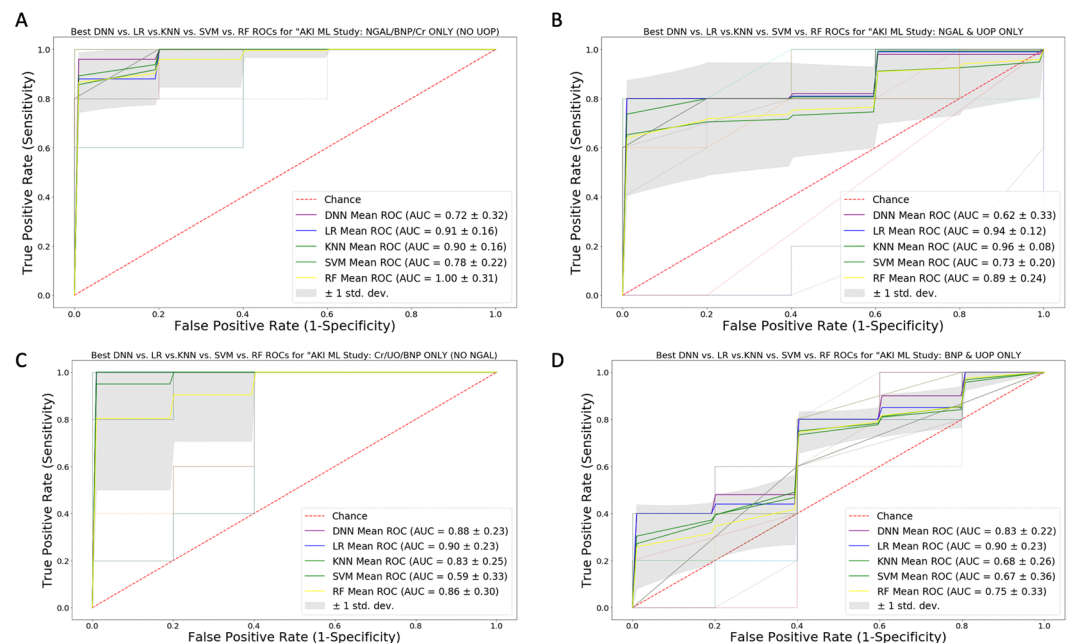 A
Best DNN vs. LR vs.KNN vs. SVM vs. RF ROCs for "AKI ML Study: NGAL/BNP/Cr ONLY (NO UOP)
1.0
0.8
0.6
0.4
0.2
0.0
True Positive Rate (Sensitivity)
Chance
DNN Mean ROC (AUC = 0.72 ± 0.32)
LR Mean ROC (AUC = 0.91 ± 0.16)
KNN Mean ROC (AUC = 0.90 ± 0.16)
SVM Mean ROC (AUC = 0.78 ± 0.22)
RF Mean ROC (AUC = 1.00 ± 0.31)
± 1 std. dev.
0.0 0.2 0.4 0.6 0.8 1.0
False Positive Rate (1-Specificity)
B
Best DNN vs. LR vs.KNN vs. SVM vs. RF ROCs for "AKI ML Study: NGAL & UOP ONLY
1.0
0.8
0.6
0.4
0.2
0.0
True Positive Rate (Sensitivity)
Chance
DNN Mean ROC (AUC = 0.62 ± 0.33)
LR Mean ROC (AUC = 0.94 ± 0.12)
KNN Mean ROC (AUC = 0.96 ± 0.08)
SVM Mean ROC (AUC = 0.73 ± 0.20)
RF Mean ROC (AUC = 0.89 ± 0.24)
± 1 std. dev.
0.0 0.2 0.4 0.6 0.8 1.0
False Positive Rate (1-Specificity)
C
Best DNN vs. LR vs.KNN vs. SVM vs. RF ROCs for "AKI ML Study: Cr/UO/BNP ONLY (NO NGAL)
1.0
0.8
0.6
0.4
0.2
0.0
True Positive Rate (Sensitivity)
Chance
DNN Mean ROC (AUC = 0.88 ± 0.23)
LR Mean ROC (AUC = 0.90 ± 0.23)
KNN Mean ROC (AUC = 0.83 ± 0.25)
SVM Mean ROC (AUC = 0.59 ± 0.33)
RF Mean ROC (AUC = 0.86 ± 0.30)
± 1 std. dev.
0.0 0.2 0.4 0.6 0.8 1.0
False Positive Rate (1-Specificity)
D
Best DNN vs. LR vs.KNN vs. SVM vs. RF ROCs for "AKI ML Study: BNP & UOP ONLY
1.0
0.8
0.6
0.4
0.2
0.0
True Positive Rate (Sensitivity)
Chance
DNN Mean ROC (AUC = 0.83 ± 0.22)
LR Mean ROC (AUC = 0.90 ± 0.23)
KNN Mean ROC (AUC = 0.68 ± 0.26)
SVM Mean ROC (AUC = 0.67 ± 0.36)
RF Mean ROC (AUC = 0.75 ± 0.33)
± 1 std. dev.
0.0 0.2 0.4 0.6 0.8 1.0
False Positive Rate (1-Specificity)